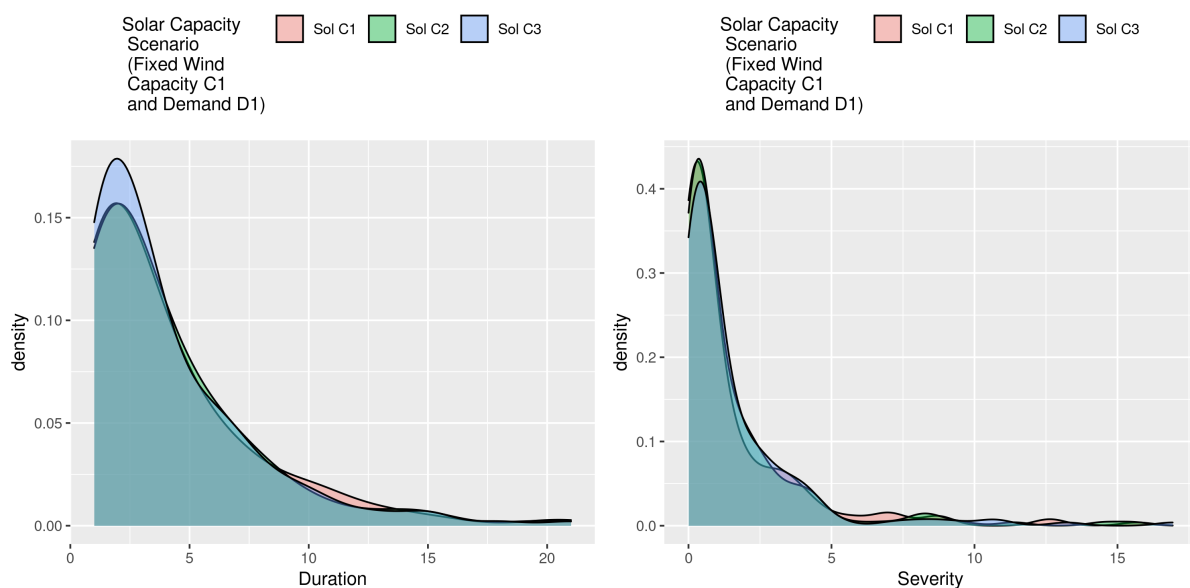 Solar Capacity
Scenario
(Fixed Wind
Capacity C1
and Demand D1)
Sol C1 Sol C2 Sol C3
density
0.15
0.10
0.05
0.00
0 5 10 15 20
Duration
Solar Capacity
Scenario
(Fixed Wind
Capacity C1
and Demand D1)
Sol C1 Sol C2 Sol C3
density
0.4
0.3
0.2
0.1
0.0
0 5 10 15
Severity